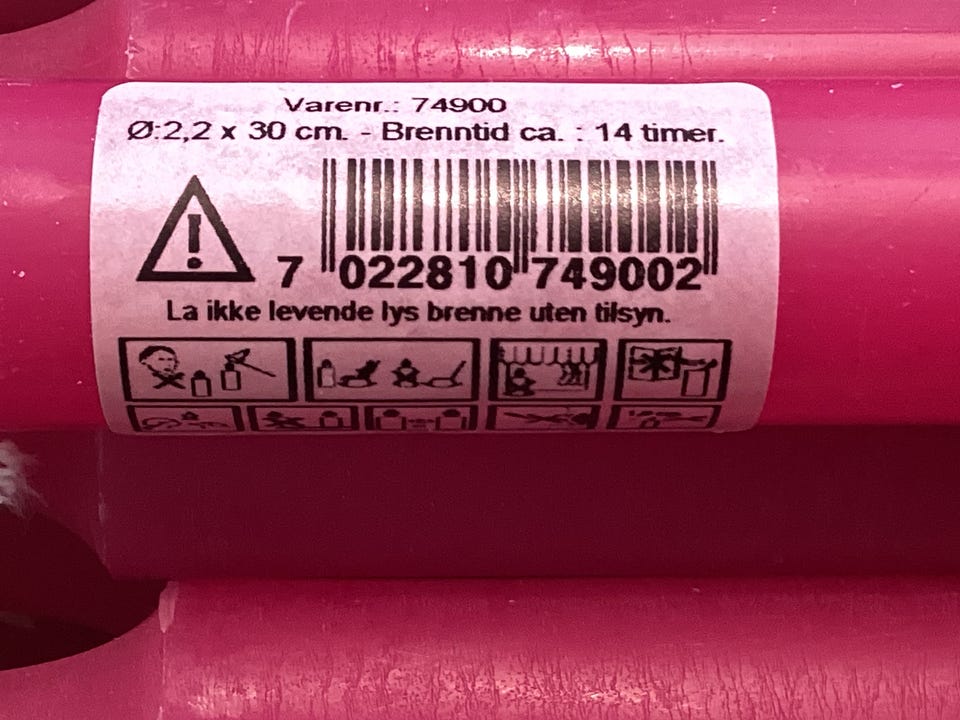 Varenr.: 74900
Ø:2,2 x 30 cm. - Brenntid ca. : 14 timer.
7 022810 749002
La ikke levende lys brenne uten tilsyn.